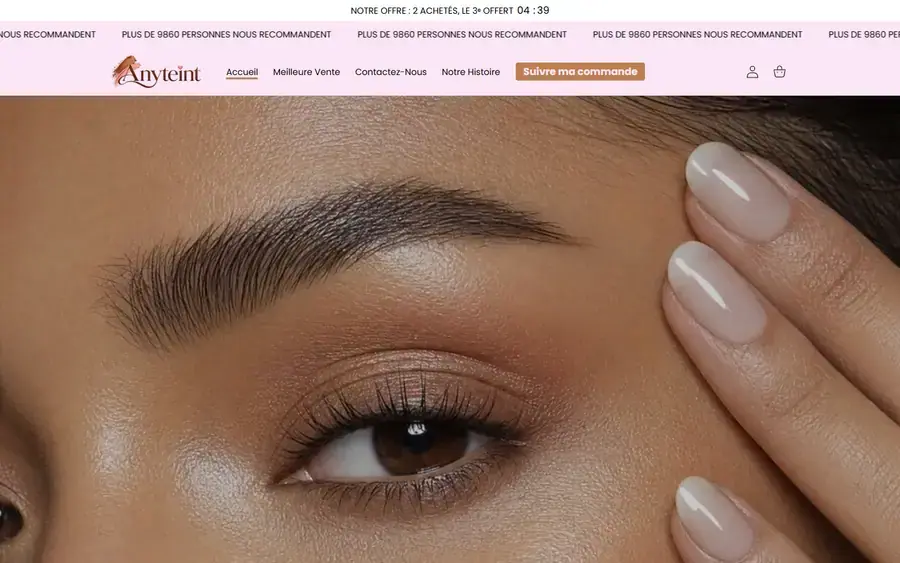 NOTRE OFFRE : 2 ACHETÉS, LE 3ᵉ OFFERT 04 : 39
NOUS RECOMMANDENT PLUS DE 9860 PERSONNES NOUS RECOMMANDENT PLUS DE 9860 PERSONNES NOUS RECOMMANDENT PLUS DE 9860 PERSONNES NOUS RECOMMANDENT PLUS DE 9860
Anyteint Accueil Meilleure Vente Contactez-Nous Notre Histoire Suivre ma commande